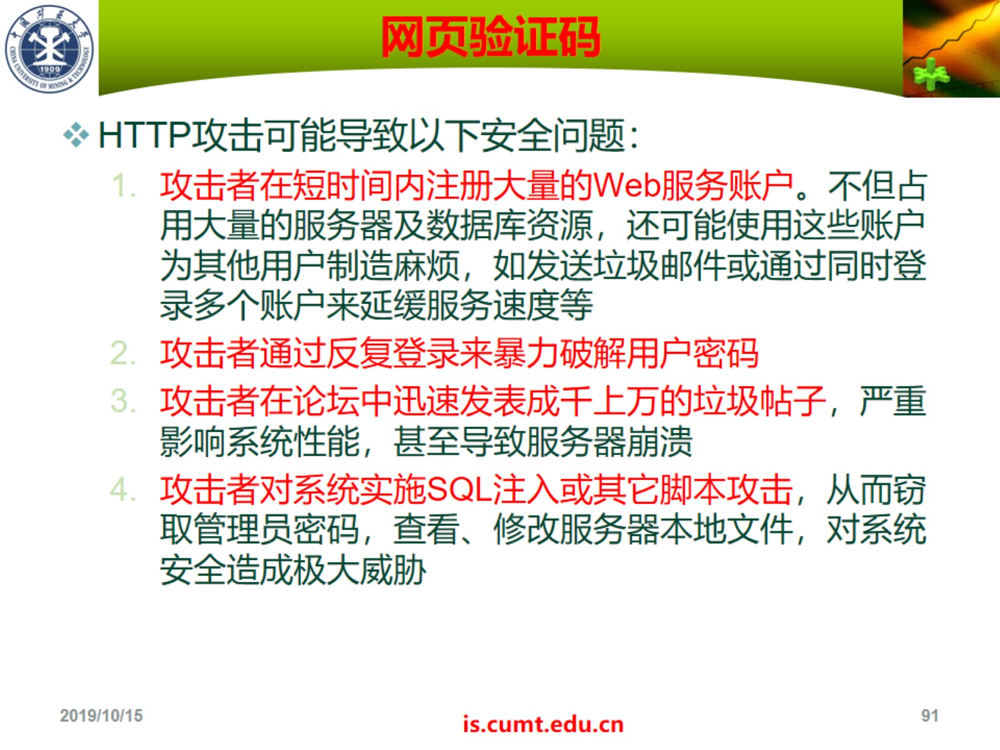 中国矿业大学
CHINA UNIVERSITY OF MINING & TECHNOLOGY
1909
网页验证码
HTTP攻击可能导致以下安全问题：
1. 攻击者在短时间内注册大量的Web服务账户。不但占
用大量的服务器及数据库资源，还可能使用这些账户
为其他用户制造麻烦，如发送垃圾邮件或通过同时登
录多个账户来延缓服务速度等
2. 攻击者通过反复登录来暴力破解用户密码
3. 攻击者在论坛中迅速发表成千上万的垃圾帖子，严重
影响系统性能，甚至导致服务器崩溃
4. 攻击者对系统实施SQL注入或其它脚本攻击，从而窃
取管理员密码，查看、修改服务器本地文件，对系统
安全造成极大威胁
2019/10/15
is.cumt.edu.cn
91